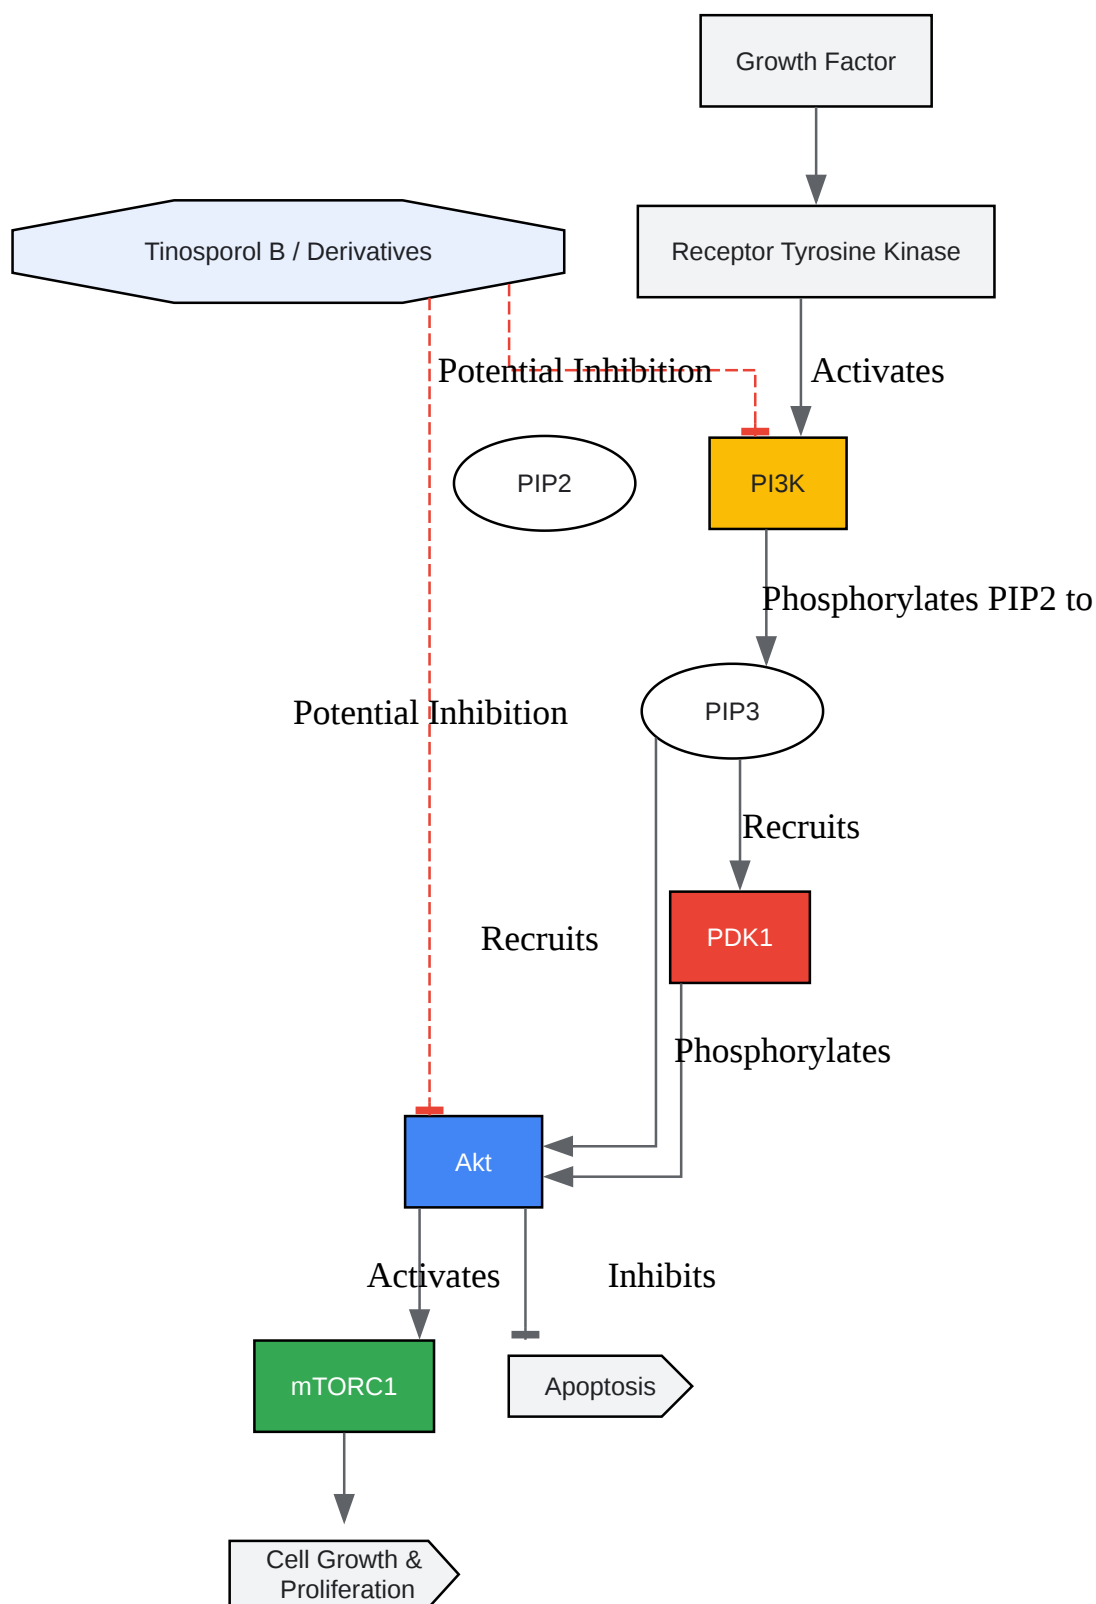 Growth Factor
Tinosporol B / Derivatives
Receptor Tyrosine Kinase
Potential Inhibition
Activates
PIP2
PI3K
Phosphorylates PIP2 to
Potential Inhibition
PIP3
Recruits
Recruits
PDK1
Phosphorylates
Akt
Activates
Inhibits
mTORC1
Apoptosis
Cell Growth &
Proliferation